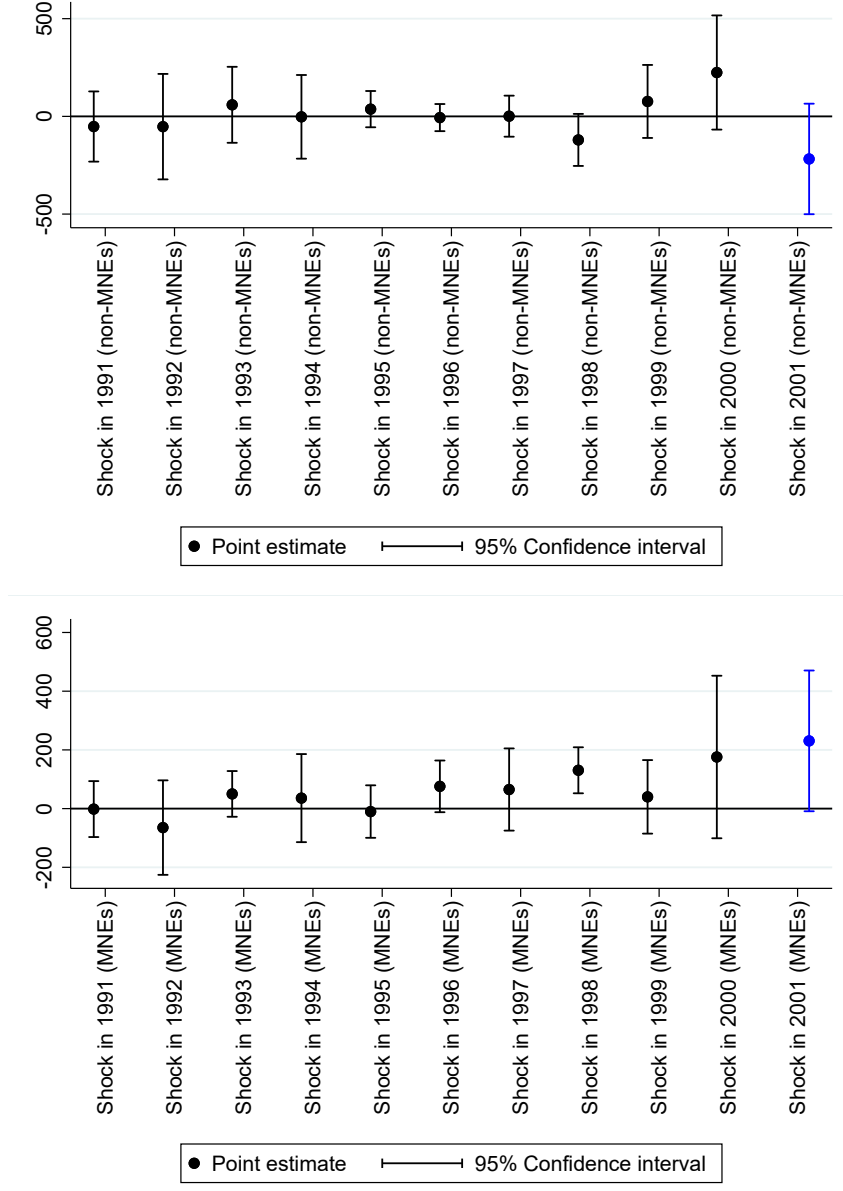 500
0
-500
Shock in 1991 (non-MNEs)
Shock in 1992 (non-MNEs)
Shock in 1993 (non-MNEs)
Shock in 1994 (non-MNEs)
Shock in 1995 (non-MNEs)
Shock in 1996 (non-MNEs)
Shock in 1997 (non-MNEs)
Shock in 1998 (non-MNEs)
Shock in 1999 (non-MNEs)
Shock in 2000 (non-MNEs)
Shock in 2001 (non-MNEs)
Point estimate 95% Confidence interval
600
400
200
0
-200
Shock in 1991 (MNEs)
Shock in 1992 (MNEs)
Shock in 1993 (MNEs)
Shock in 1994 (MNEs)
Shock in 1995 (MNEs)
Shock in 1996 (MNEs)
Shock in 1997 (MNEs)
Shock in 1998 (MNEs)
Shock in 1999 (MNEs)
Shock in 2000 (MNEs)
Shock in 2001 (MNEs)
Point estimate 95% Confidence interval